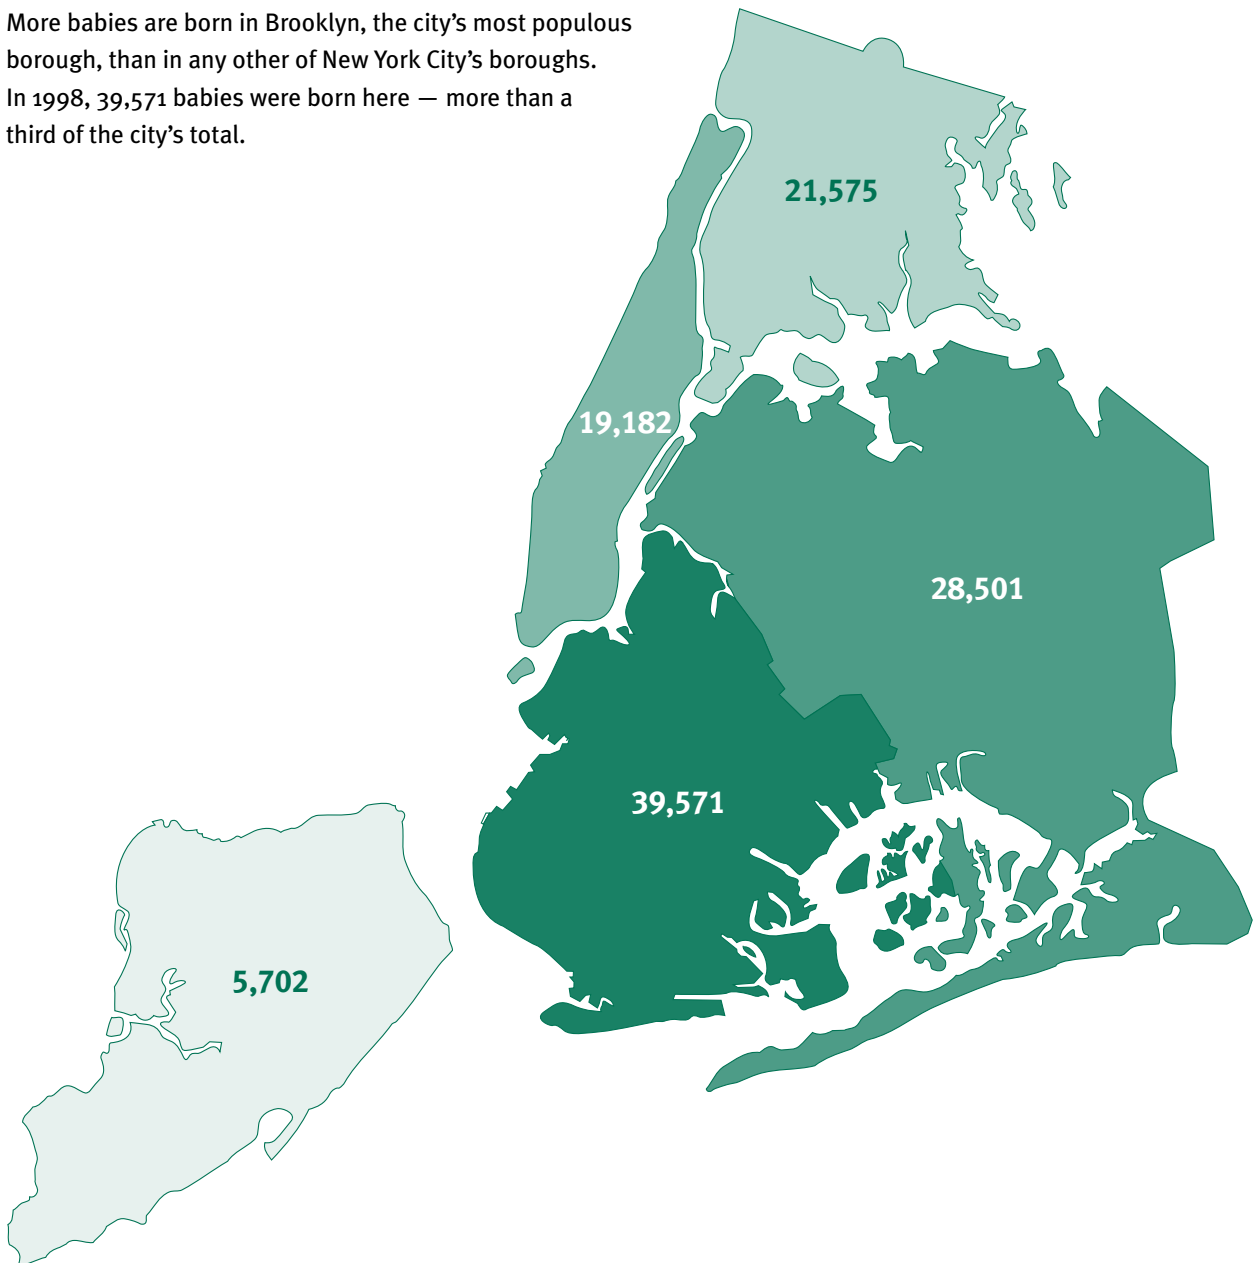 More babies are born in Brooklyn, the city’s most populous
borough, than in any other of New York City’s boroughs.
In 1998, 39,571 babies were born here — more than a
third of the city’s total.
21,575
19,182
28,501
39,571
5,702